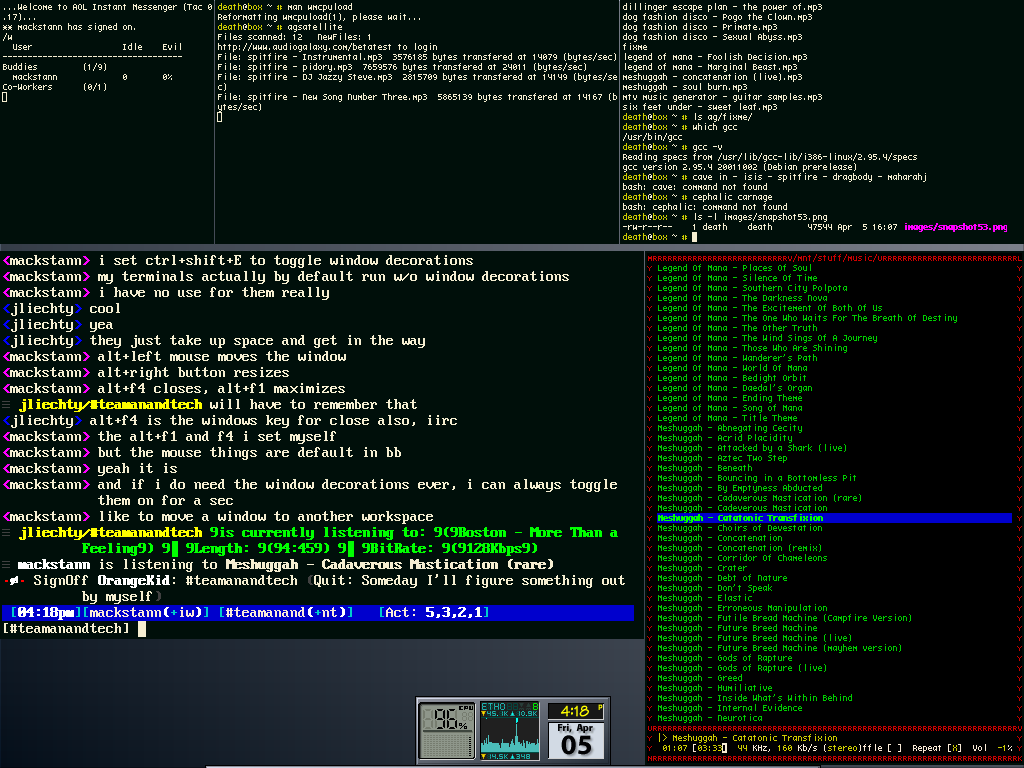 ...Welcome to AOL Instant Messenger (Tac 0
.17)...
** mackstann has signed on.
/w
User Idle Evil
Buddies (1/9)
mackstann 0 0%
Co-Workers (0/1)
death@box ~ # man wmcpuload
Reformatting wmcpuload(1), please wait...
death@box ~ # agsatellite
Files scanned: 12 NewFiles: 1
http://www.audiogalaxy.com/betatest to login
File: spitfire - Instrumental.mp3 3576185 bytes transfered at 14079 (bytes/sec)
File: spitfire - pidory.mp3 7659576 bytes transfered at 24011 (bytes/sec)
File: spitfire - DJ Jazzy Steve.mp3 2815709 bytes transfered at 14149 (bytes/se
c)
File: spitfire - New Song Number Three.mp3 5865139 bytes transfered at 14167 (b
ytes/sec)
dillinger escape plan - the power of.mp3
dog fashion disco - Pogo the Clown.mp3
dog fashion disco - Primate.mp3
dog fashion disco - Sexual Abyss.mp3
fixme
legend of mana - Foolish Decision.mp3
legend of mana - Marginal Beast.mp3
meshuggah - concatenation (live).mp3
meshuggah - soul burn.mp3
mtv music generator - guitar samples.mp3
six feet under - sweet leaf.mp3
death@box ~ # ls ag/fixme/
death@box ~ # which gcc
/usr/bin/gcc
death@box ~ # gcc -v
Reading specs from /usr/lib/gcc-lib/i386-linux/2.95.4/specs
gcc version 2.95.4 20011002 (Debian prerelease)
death@box ~ # cave in - isis - spitfire - dragbody - maharahj
bash: cave: command not found
death@box ~ # cephalic carnage
bash: cephalic: command not found
death@box ~ # ls -l images/snapshot53.png
-rw-r--r-- 1 death death 47544 Apr 5 16:07 images/snapshot53.png
death@box ~ #
<mackstann> i set ctrl+shift+E to toggle window decorations
<mackstann> my terminals actually by default run w/o window decorations
<mackstann> i have no use for them really
<jliechty> cool
<jliechty> yea
<jliechty> they just take up space and get in the way
<mackstann> alt+left mouse moves the window
<mackstann> alt+right button resizes
<mackstann> alt+f4 closes, alt+f1 maximizes
jliechty/#teamanandtech will have to remember that
<jliechty> alt+f4 is the windows key for close also, iirc
<mackstann> the alt+f1 and f4 i set myself
<mackstann> but the mouse things are default in bb
<mackstann> yeah it is
<mackstann> and if i do need the window decorations ever, i can always toggle
them on for a sec
<mackstann> like to move a window to another workspace
jliechty/#teamanandtech 9is currently listening to: 9(9Boston - More Than a
Feeling9) 9 9Length: 9(94:459) 9 9BitRate: 9(9128Kbps9)
mackstann is listening to Meshuggah - Cadaverous Mastication (rare)
SignOff OrangeKid: #teamanandtech (Quit: Someday I'll figure something out
by myself)
[04:18pm][mackstann(+iw)] [#teamanand(+nt)] [Act: 5,3,2,1]
[#teamanandtech]
/mnt/stuff/music/
Legend Of Mana - Places Of Soul
Legend Of Mana - Silence Of Time
Legend Of Mana - Southern City Polpota
Legend Of Mana - The Darkness Nova
Legend Of Mana - The Excitement Of Both Of Us
Legend Of Mana - The One Who Waits For The Breath Of Destiny
Legend Of Mana - The Other Truth
Legend Of Mana - The Wind Sings Of A Journey
Legend Of Mana - Those Who Are Shining
Legend Of Mana - Wanderer's Path
Legend Of Mana - World Of Mana
Legend of Mana - Bedight Orbit
Legend of Mana - Daedal's Organ
Legend of Mana - Ending Theme
Legend of Mana - Song of Mana
Legend of Mana - Title Theme
Meshuggah - Abnegating Cecity
Meshuggah - Acrid Placidity
Meshuggah - Attacked by a Shark (live)
Meshuggah - Aztec Two Step
Meshuggah - Beneath
Meshuggah - Bouncing in a Bottomless Pit
Meshuggah - By Emptyness Abducted
Meshuggah - Cadaverous Mastication (rare)
Meshuggah - Cadeverous Mastication
Meshuggah - Catatonic Transfixion
Meshuggah - Choirs of Devestation
Meshuggah - Concatenation
Meshuggah - Concatenation (remix)
Meshuggah - Corridor of Chameleons
Meshuggah - Crater
Meshuggah - Debt of Nature
Meshuggah - Don't Speak
Meshuggah - Elastic
Meshuggah - Erroneous Manipulation
Meshuggah - Futile Bread Machine (Campfire Version)
Meshuggah - Future Breed Machine
Meshuggah - Future Breed Machine (live)
Meshuggah - Future Breed Machine (mayhem version)
Meshuggah - Gods of Rapture
Meshuggah - Gods of Rapture (live)
Meshuggah - Greed
Meshuggah - Humiliative
Meshuggah - Inside What's Within Behind
Meshuggah - Internal Evidence
Meshuggah - Neurotica
|> Meshuggah - Catatonic Transfixion
01:07 [03:33] 44 KHz, 160 Kb/s (stereo)ffle [ ] Repeat [X] Vol -1%
CPU
96%
ETH0
45.1K 10.9K
14.5K 348
4:18 P
Fri, Apr
05